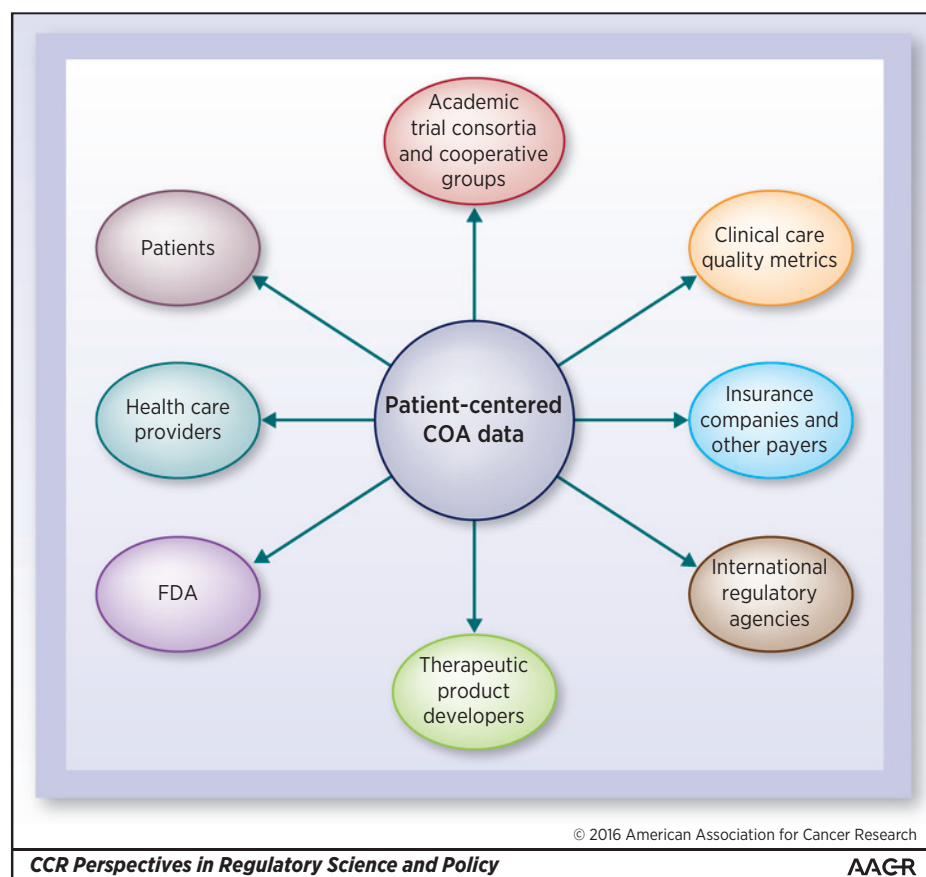 Academic
trial consortia
and cooperative
groups
Patients
Clinical care
quality metrics
Health care
providers
Patient-centered
COA data
Insurance
companies and
other payers
FDA
International
regulatory
agencies
Therapeutic
product
developers
© 2016 American Association for Cancer Research
CCR Perspectives in Regulatory Science and Policy
AACR